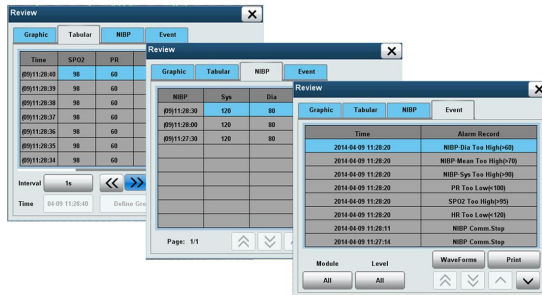 Review
Graphic Tabular NIBP Event
Time SPO2 PR
(09)11:28:40 98 60
(09)11:28:39 98 60
(09)11:28:38 98 60
(09)11:28:37 98 60
(09)11:28:36 98 60
(09)11:28:35 98 60
(09)11:28:34 98 60
Interval 1s
Time 04-09 11:28:40 Define Gro
Review
Graphic Tabular NIBP Event
NIBP Sys Dia
(09)11:28:30 120 80
(09)11:28:00 120 80
(09)11:27:30 120 80
Page: 1/1
Review
Graphic Tabular NIBP Event
Time Alarm Record
2014-04-09 11:28:20 NIBP-Dia Too High(>60)
2014-04-09 11:28:20 NIBP-Mean Too High(>70)
2014-04-09 11:28:20 NIBP-Sys Too High(>90)
2014-04-09 11:28:20 PR Too Low(<100)
2014-04-09 11:28:20 SPO2 Too High(>95)
2014-04-09 11:28:20 HR Too Low(<120)
2014-04-09 11:28:11 NIBP Comm.Stop
2014-04-09 11:27:14 NIBP Comm.Stop
Module Level WaveForms Print
All All